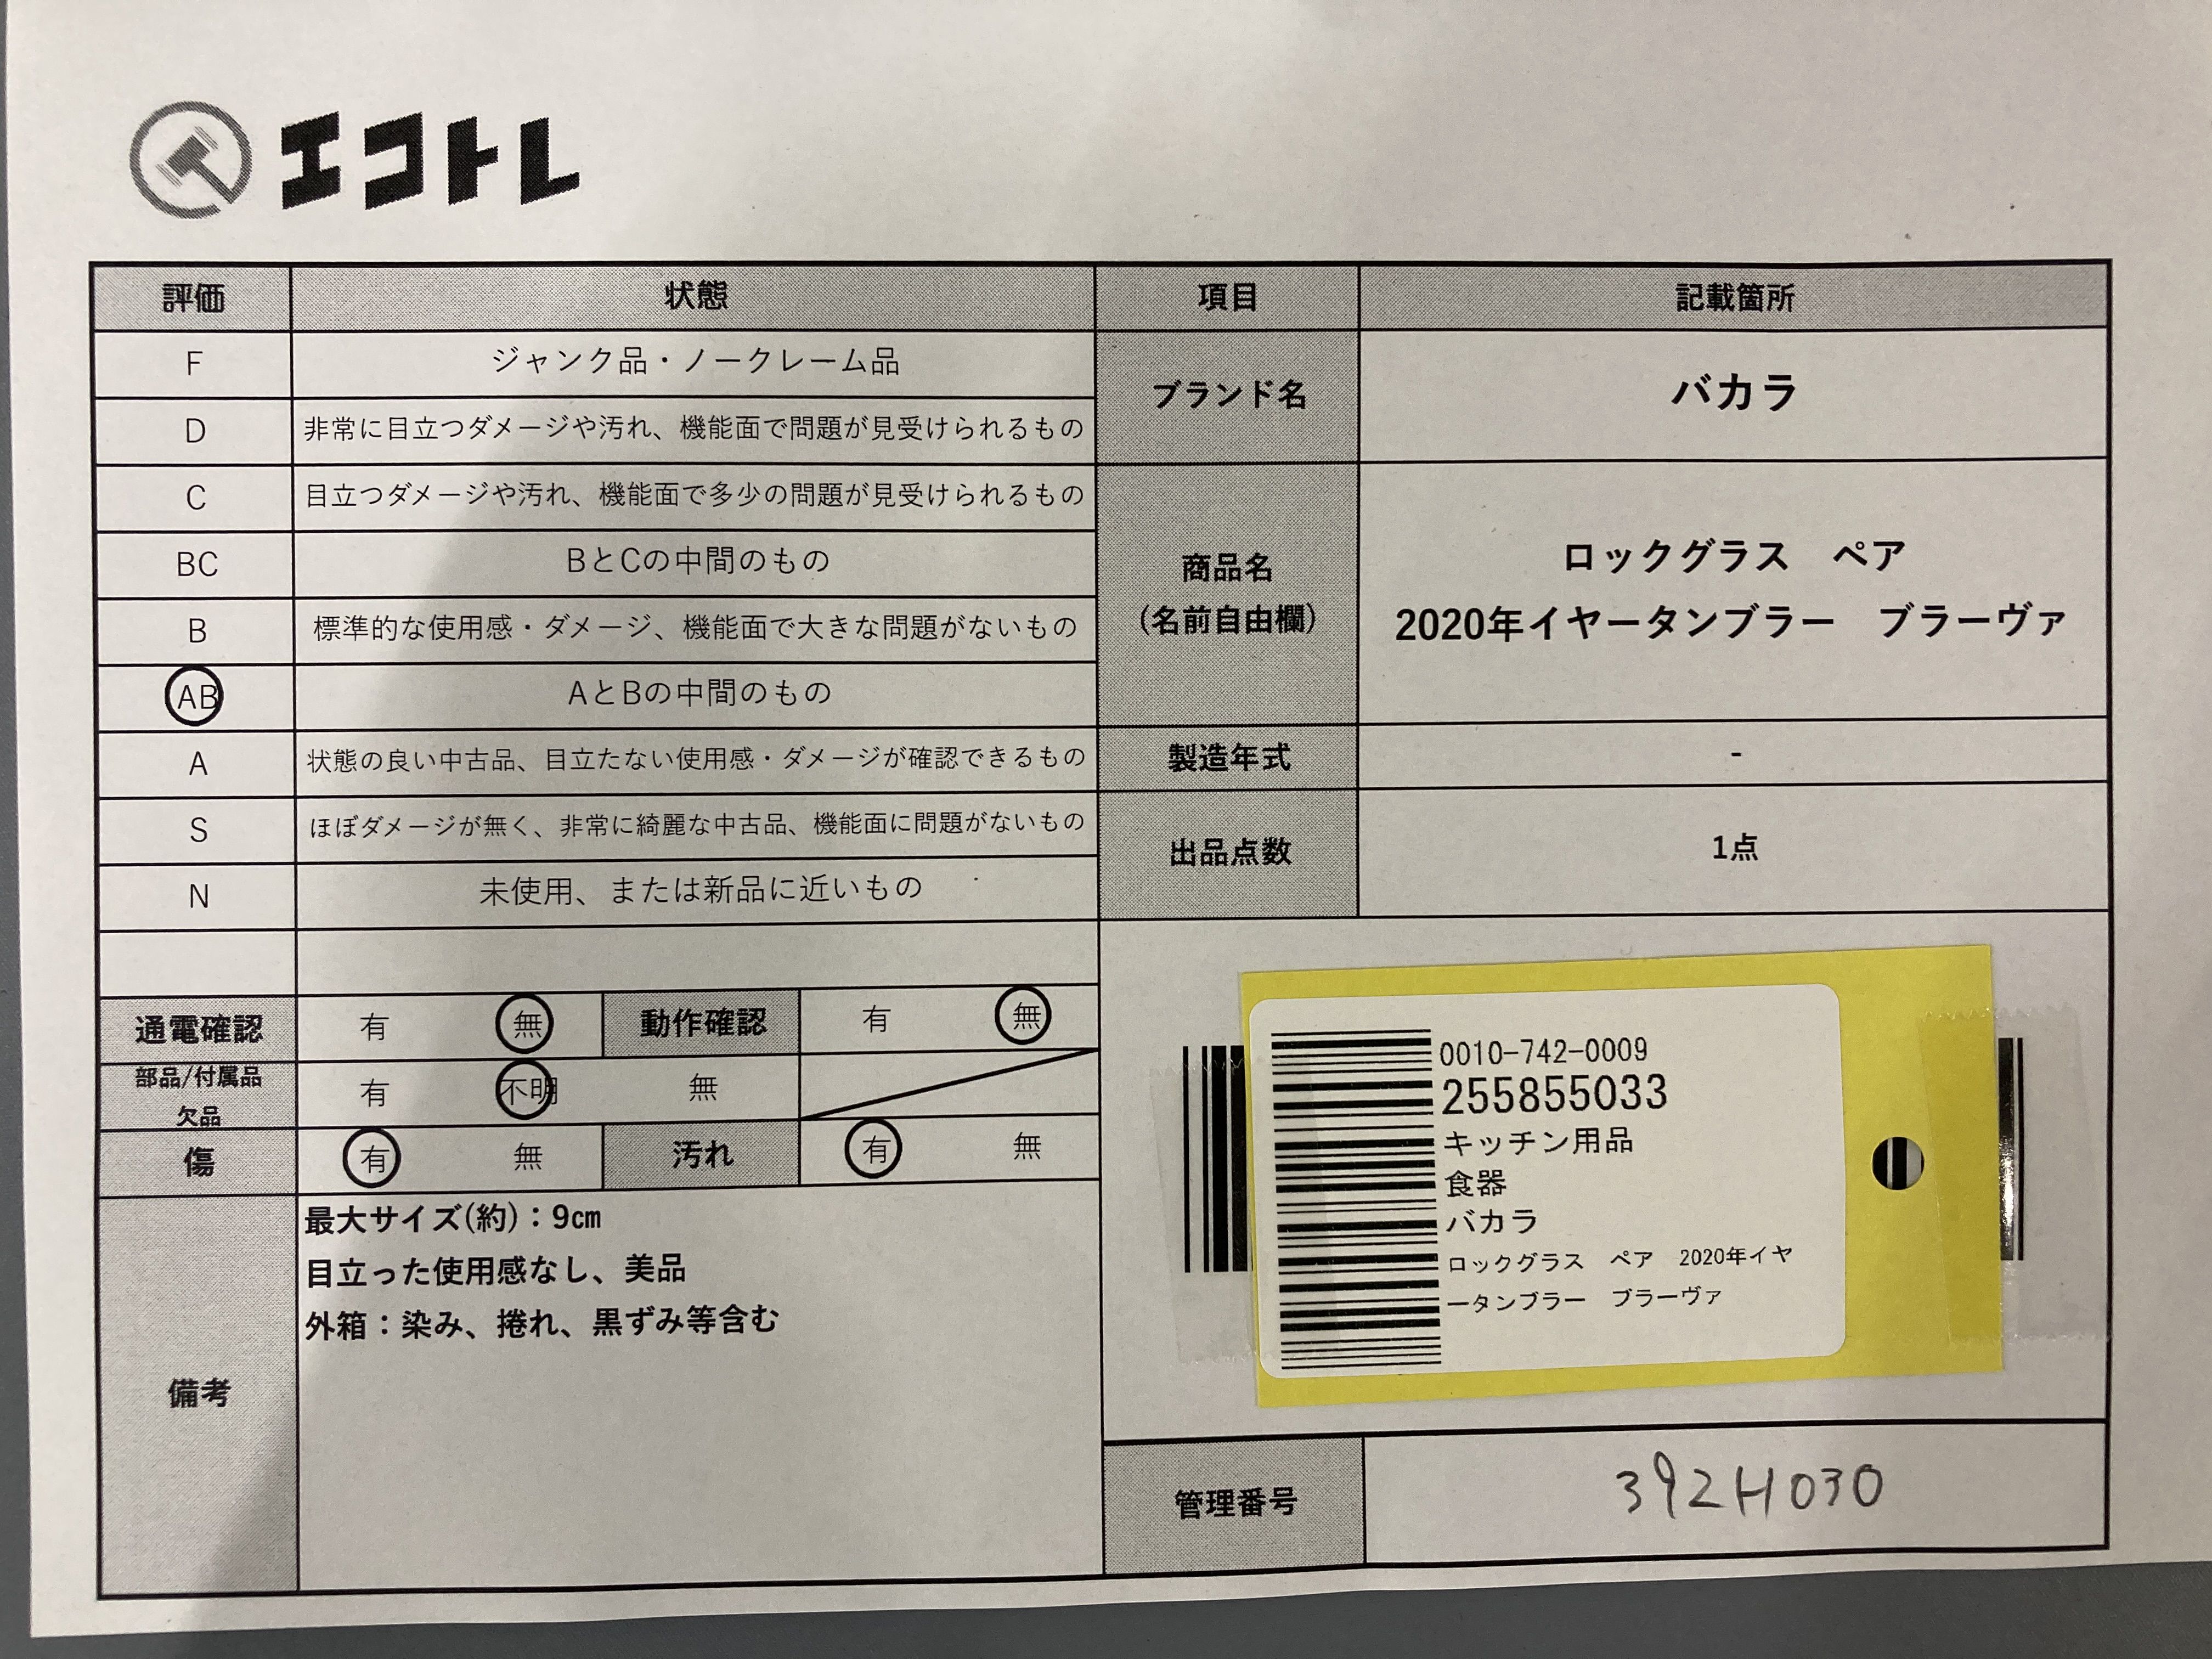 エコトレ
評価 状態 項目 記載箇所
F ジャンク品・ノークレーム品
D 非常に目立つダメージや汚れ、機能面で問題が見受けられるもの
C 目立つダメージや汚れ、機能面で多少の問題が見受けられるもの
BC BとCの中間のもの
B 標準的な使用感・ダメージ、機能面で大きな問題がないもの
AB AとBの中間のもの
A 状態の良い中古品、目立たない使用感・ダメージが確認できるもの
S ほぼダメージが無く、非常に綺麗な中古品、機能面に問題がないもの
N 未使用、または新品に近いもの
ブランド名 バカラ
商品名
(名前自由欄)
ロックグラス　ペア
2020年イヤータンブラー　ブラーヴァ
製造年式 -
出品点数 1点
通電確認 有 無 動作確認 有 無
部品/付属品
欠品
有 不明 無
傷 有 無 汚れ 有 無
備考
最大サイズ(約)：9㎝
目立った使用感なし、美品
外箱：染み、捲れ、黒ずみ等含む
0010-742-0009
255855033
キッチン用品
食器
バカラ
ロックグラス　ペア　2020年イヤ
ータンブラー　ブラーヴァ
管理番号 392H030